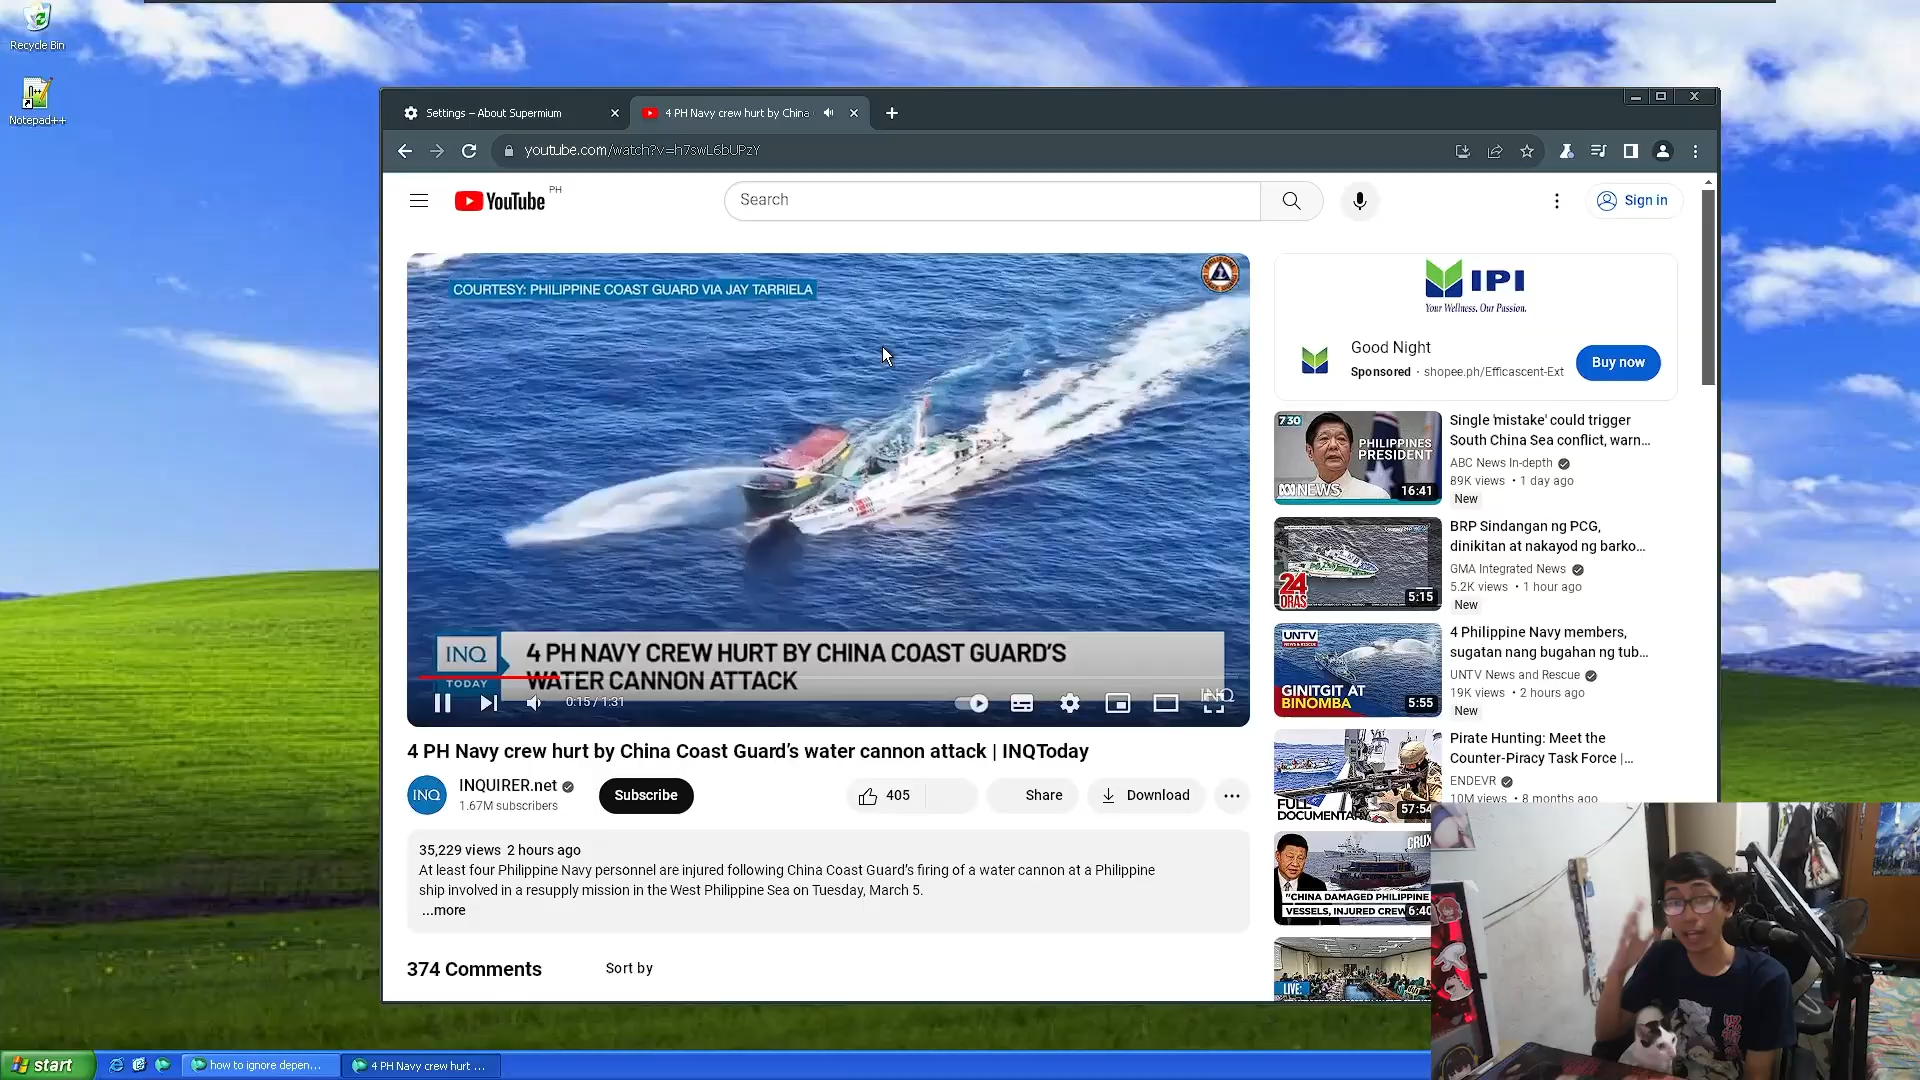 Recycle Bin
Notepad++
Settings – About Supermium
4 PH Navy crew hurt by China
youtube.com/watch?v=h7swL6bUPzY
YouTube PH
Search
Sign in
COURTESY: PHILIPPINE COAST GUARD VIA JAY TARRIELA
INQ
TODAY
4 PH NAVY CREW HURT BY CHINA COAST GUARD'S
WATER CANNON ATTACK
0:15 / 1:31
INQ
4 PH Navy crew hurt by China Coast Guard's water cannon attack | INQToday
INQ
INQUIRER.net
1.67M subscribers
Subscribe
405
Share
Download
35,229 views 2 hours ago
At least four Philippine Navy personnel are injured following China Coast Guard's firing of a water cannon at a Philippine
ship involved in a resupply mission in the West Philippine Sea on Tuesday, March 5.
...more
374 Comments
Sort by
IPI
Your Wellness. Our Passion.
Good Night
Sponsored · shopee.ph/Efficascent-Ext
Buy now
7.30
PHILIPPINES
PRESIDENT
NEWS
16:41
Single 'mistake' could trigger
South China Sea conflict, warn...
ABC News In-depth
89K views • 1 day ago
New
24
ORAS
5:15
BRP Sindangan ng PCG,
dinikitan at nakayod ng barko...
GMA Integrated News
5.2K views • 1 hour ago
New
UNTV
NEWS & RESCUE
GINITGIT AT
BINOMBA
5:55
4 Philippine Navy members,
sugatan nang bugahan ng tub...
UNTV News and Rescue
19K views • 2 hours ago
New
FULL
DOCUMENTARY
57:54
Pirate Hunting: Meet the
Counter-Piracy Task Force |...
ENDEVR
10M views • 8 months ago
CRUX
"CHINA DAMAGED PHILIPPINE
VESSELS, INJURED CREW
6:40
LIVE:
start
how to ignore depen...
4 PH Navy crew hurt ...